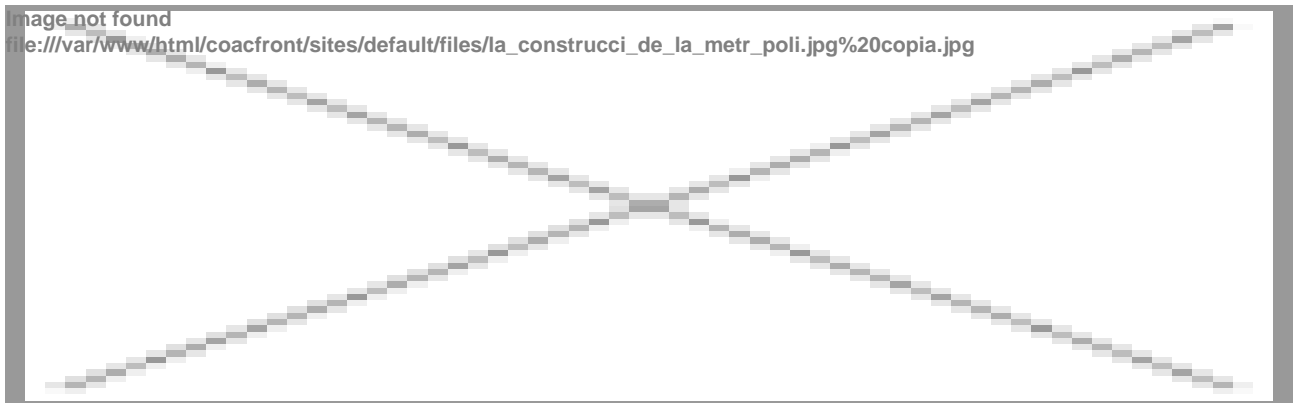 Image not found
file:///var/www/html/coacfront/sites/default/files/la_construcci_de_la_metr_poli.jpg%20copia.jpg